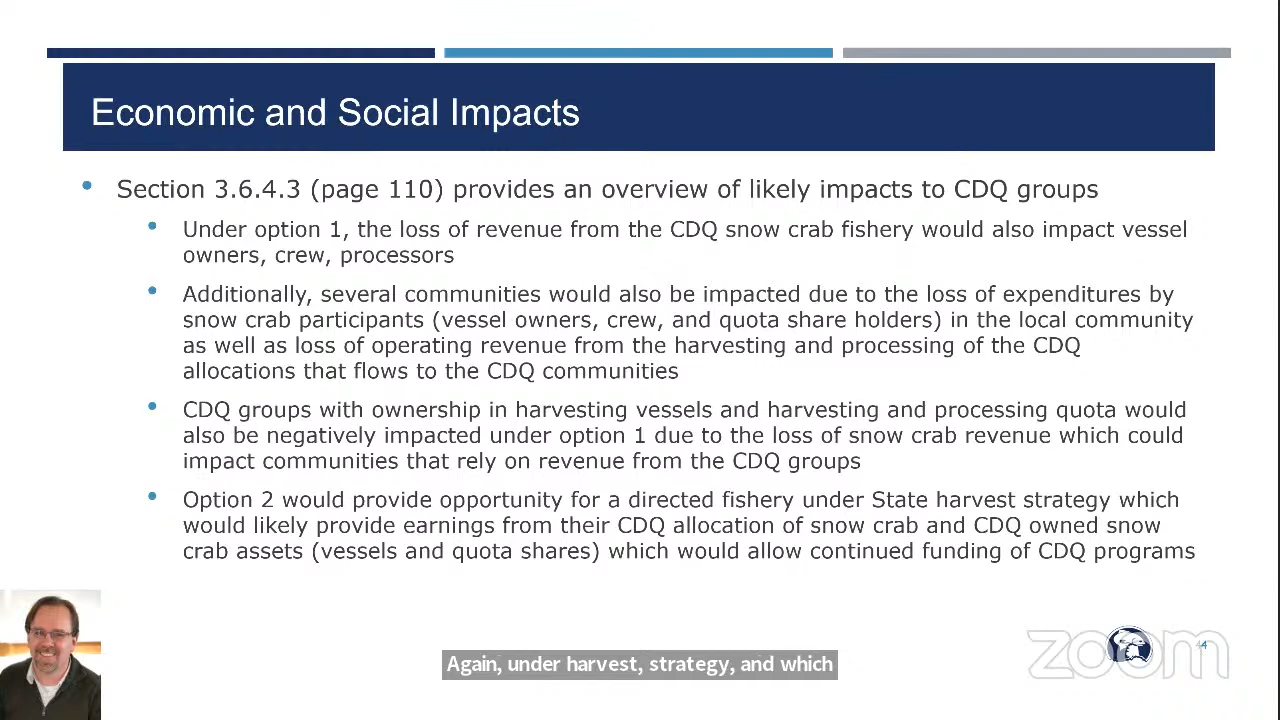 Economic and Social Impacts
Section 3.6.4.3 (page 110) provides an overview of likely impacts to CDQ groups
Under option 1, the loss of revenue from the CDQ snow crab fishery would also impact vessel
owners, crew, processors
Additionally, several communities would also be impacted due to the loss of expenditures by
snow crab participants (vessel owners, crew, and quota share holders) in the local community
as well as loss of operating revenue from the harvesting and processing of the CDQ
allocations that flows to the CDQ communities
CDQ groups with ownership in harvesting vessels and harvesting and processing quota would
also be negatively impacted under option 1 due to the loss of snow crab revenue which could
impact communities that rely on revenue from the CDQ groups
Option 2 would provide opportunity for a directed fishery under State harvest strategy which
would likely provide earnings from their CDQ allocation of snow crab and CDQ owned snow
crab assets (vessels and quota shares) which would allow continued funding of CDQ programs
zoom
Again, under harvest, strategy, and which